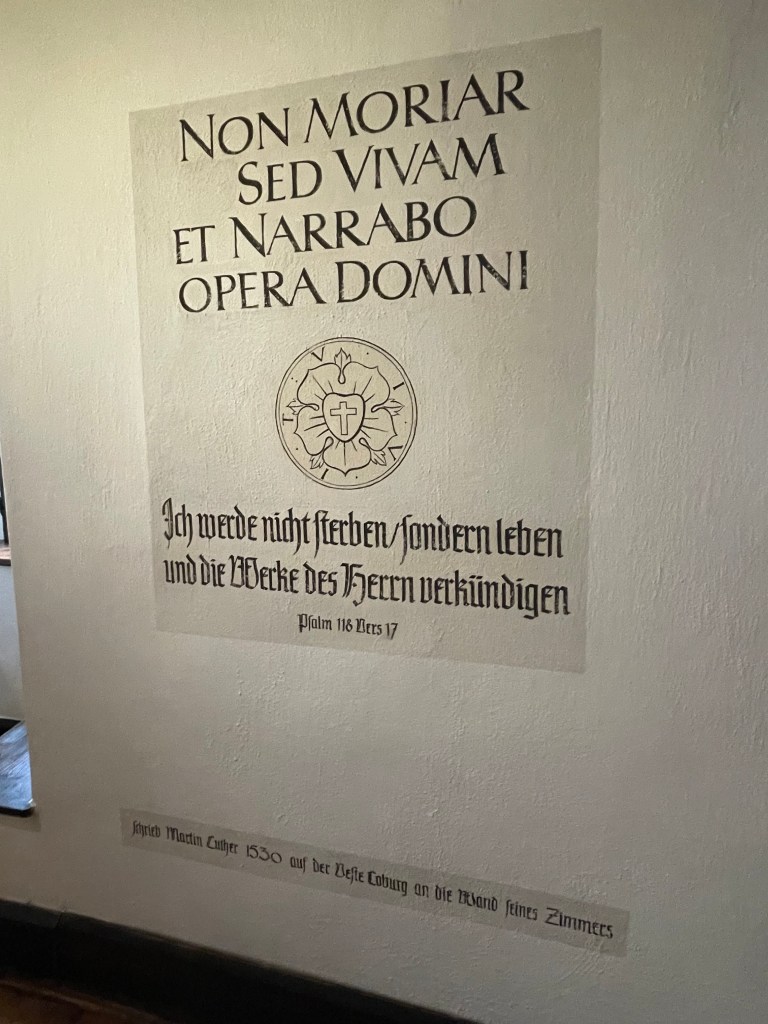 NON MORIAR
SED VIVAM
ET NARRABO
OPERA DOMINI
V I V I T
Ich werde nicht sterben/sondern leben
und die Werke des Herrn verkündigen
Psalm 118 Vers 17
schrieb Martin Luther 1530 auf der Veste Coburg an die Wand seines Zimmers